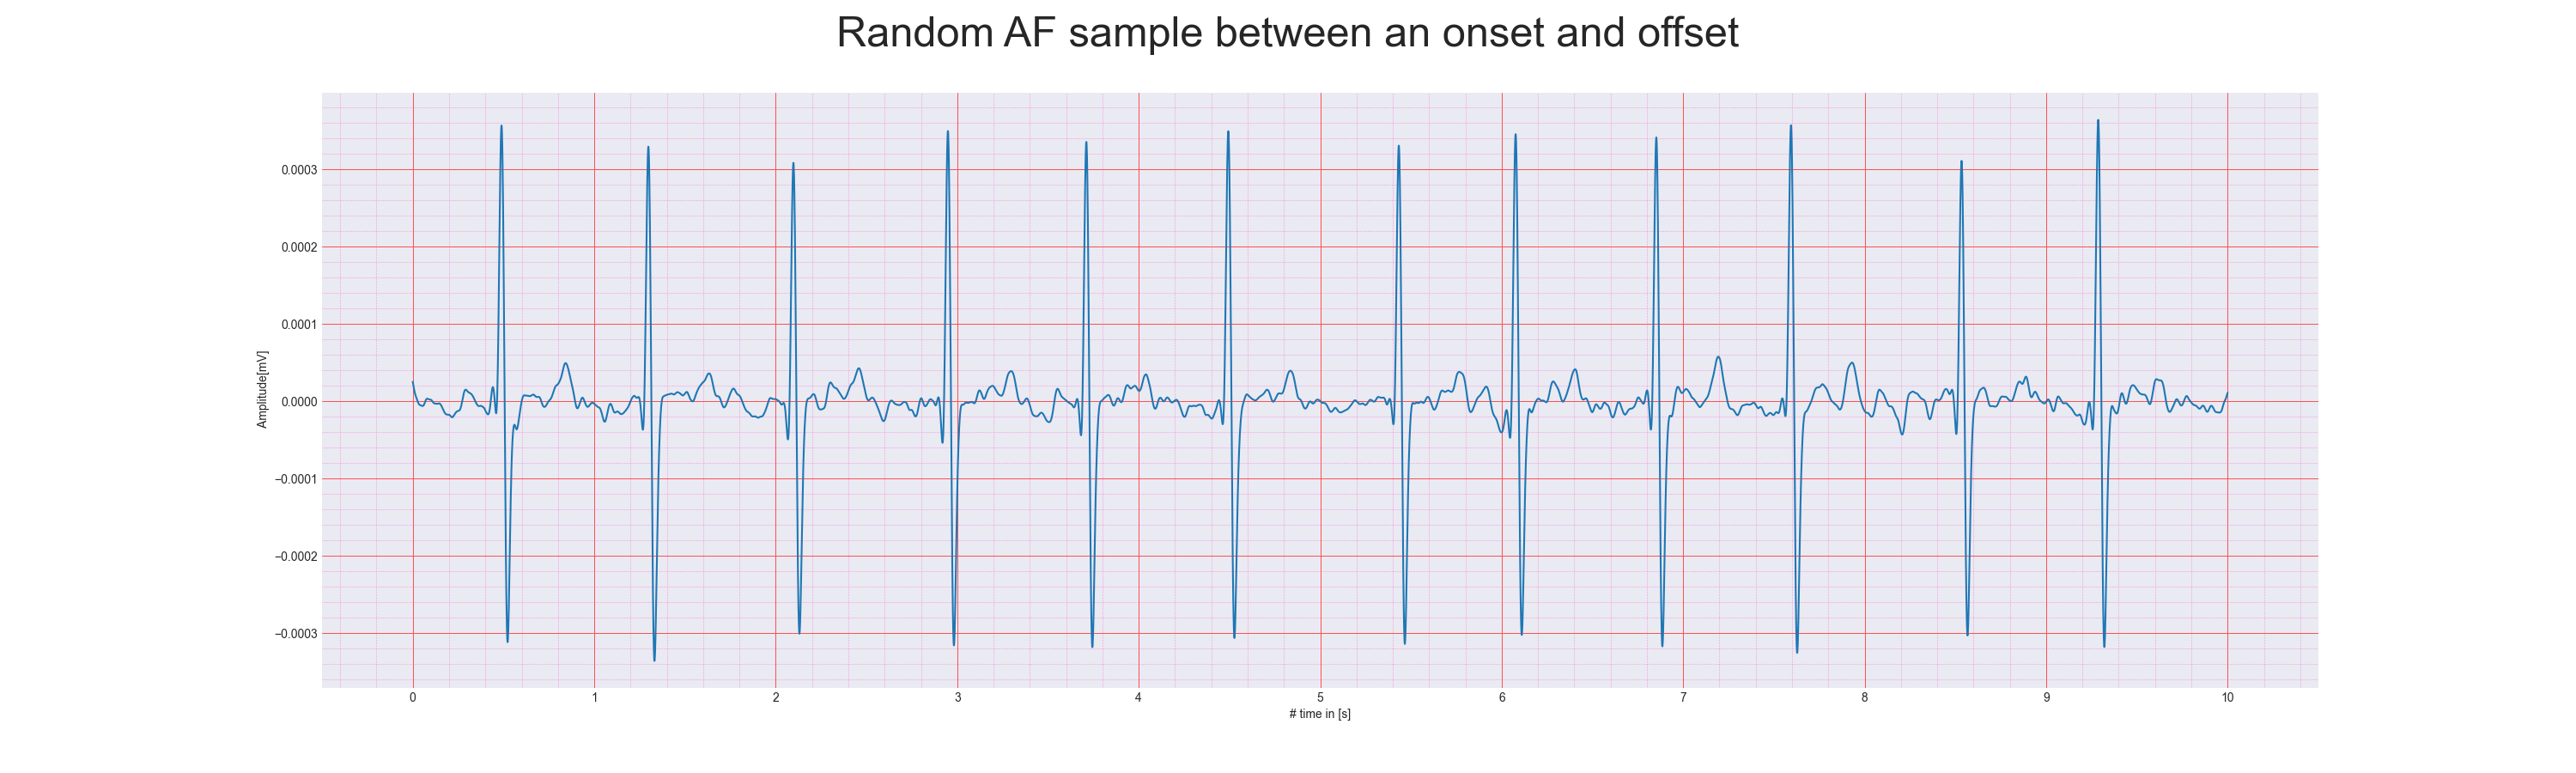 Random AF sample between an onset and offset
0.0003
0.0002
0.0001
0.0000
−0.0001
−0.0002
−0.0003
Amplitude[mV]
0 1 2 3 4 5 6 7 8 9 10
# time in [s]